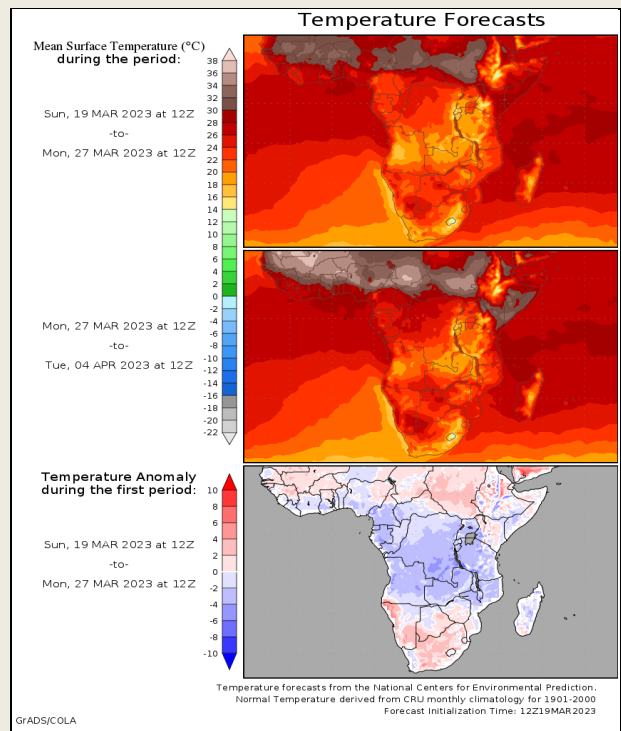 Temperature Forecasts
Mean Surface Temperature (°C)
during the period:
Sun, 19 MAR 2023 at 12Z
-to-
Mon, 27 MAR 2023 at 12Z
38
36
34
32
30
28
26
24
22
20
18
16
14
12
10
8
6
4
2
0
-2
-4
-6
-8
-10
-12
-14
-16
-18
-20
-22
Mon, 27 MAR 2023 at 12Z
-to-
Tue, 04 APR 2023 at 12Z
Temperature Anomaly
during the first period:
Sun, 19 MAR 2023 at 12Z
-to-
Mon, 27 MAR 2023 at 12Z
10
8
6
4
2
0
-2
-4
-6
-8
-10
Temperature forecasts from the National Centers for Environmental Prediction.
Normal Temperature derived from CRU monthly climatology for 1901-2000
Forecast Initialization Time: 12Z19MAR2023
GrADS/COLA